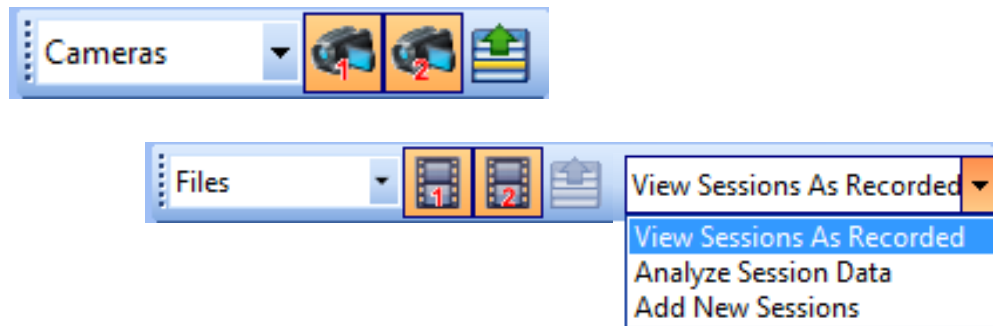 Cameras 1 2
Files 1 2 View Sessions As Recorded
View Sessions As Recorded
Analyze Session Data
Add New Sessions